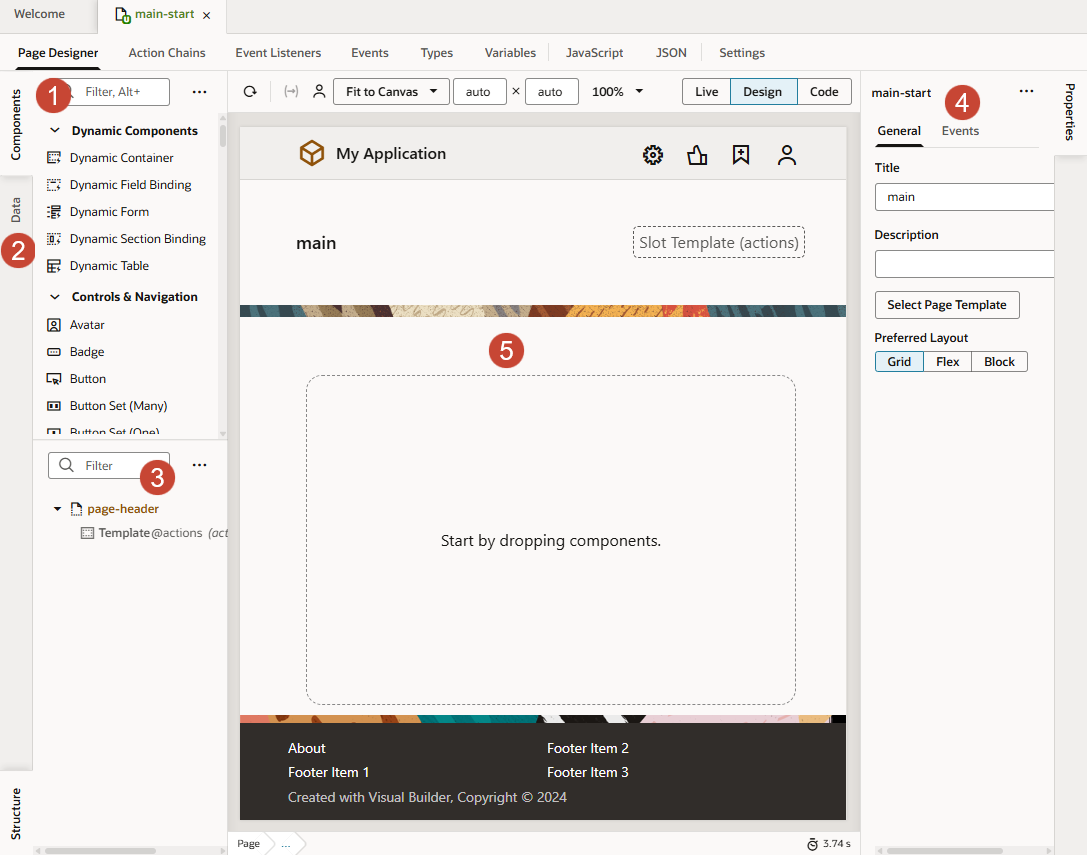 Welcome
main-start
Page Designer Action Chains Event Listeners Events Types Variables JavaScript JSON Settings
Components
Data
Structure
1
Filter, Alt+
Dynamic Components
Dynamic Container
Dynamic Field Binding
Dynamic Form
Dynamic Section Binding
Dynamic Table
Controls & Navigation
Avatar
Badge
Button
Button Set (Many)
Button Set (One)
2
Filter
3
page-header
Template@actions (act
Fit to Canvas auto × auto 100% Live Design Code
My Application
main
Slot Template (actions)
5
Start by dropping components.
About Footer Item 2
Footer Item 1 Footer Item 3
Created with Visual Builder, Copyright © 2024
Page ... 3.74 s
main-start
4
General Events
Title
main
Description
Select Page Template
Preferred Layout
Grid Flex Block
Properties